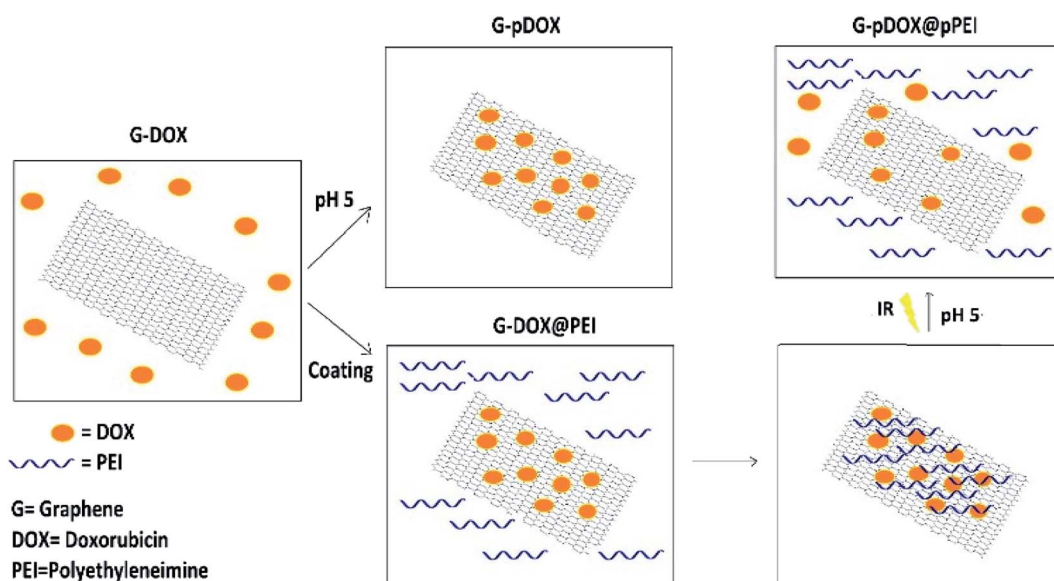 G-pDOX
G-pDOX@pPEI
G-DOX
pH 5
Coating
G-DOX@PEI
IR
pH 5
= DOX
= PEI
G= Graphene
DOX= Doxorubicin
PEI=Polyethyleneimine